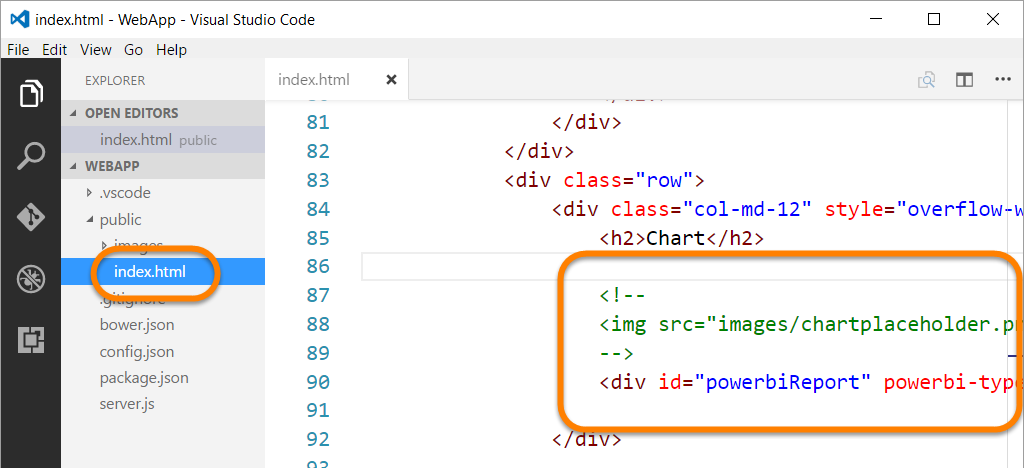 index.html - WebApp - Visual Studio Code
File Edit View Go Help
EXPLORER
OPEN EDITORS
index.html public
WEBAPP
.vscode
public
images
index.html
.gitignore
bower.json
config.json
package.json
server.js
index.html
81 </div>
82 </div>
83 <div class="row">
84 <div class="col-md-12" style="overflow-w
85 <h2>Chart</h2>
86
87 <!--
88 <img src="images/chartplaceholder.pn
89 -->
90 <div id="powerbiReport" powerbi-type
91
92 </div>
93